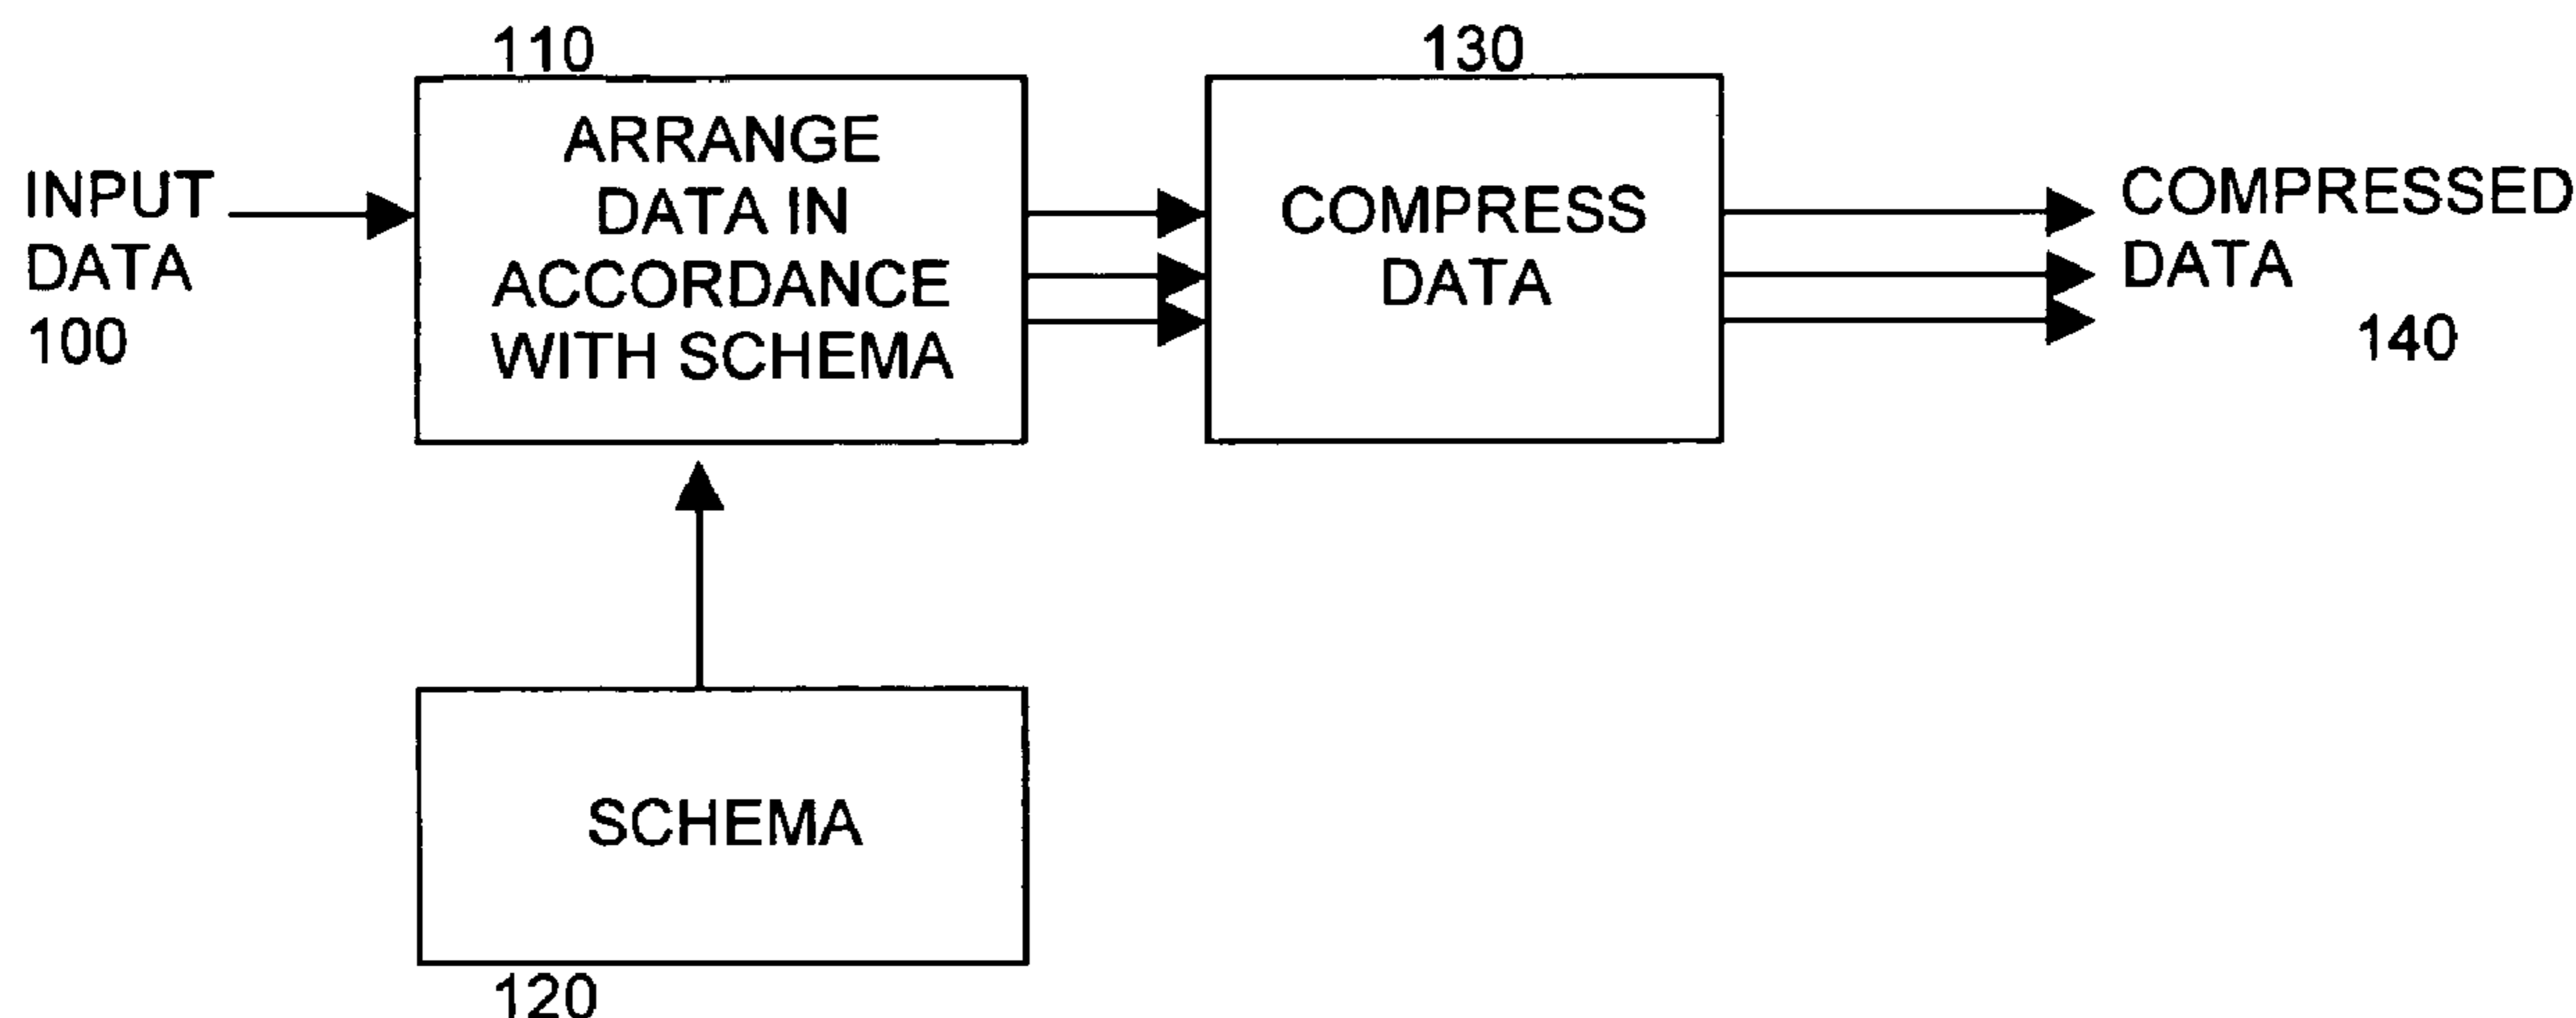 110
130
INPUT
DATA
100
ARRANGE
DATA IN
ACCORDANCE
WITH SCHEMA
COMPRESS
DATA
COMPRESSED
DATA
140
SCHEMA
120